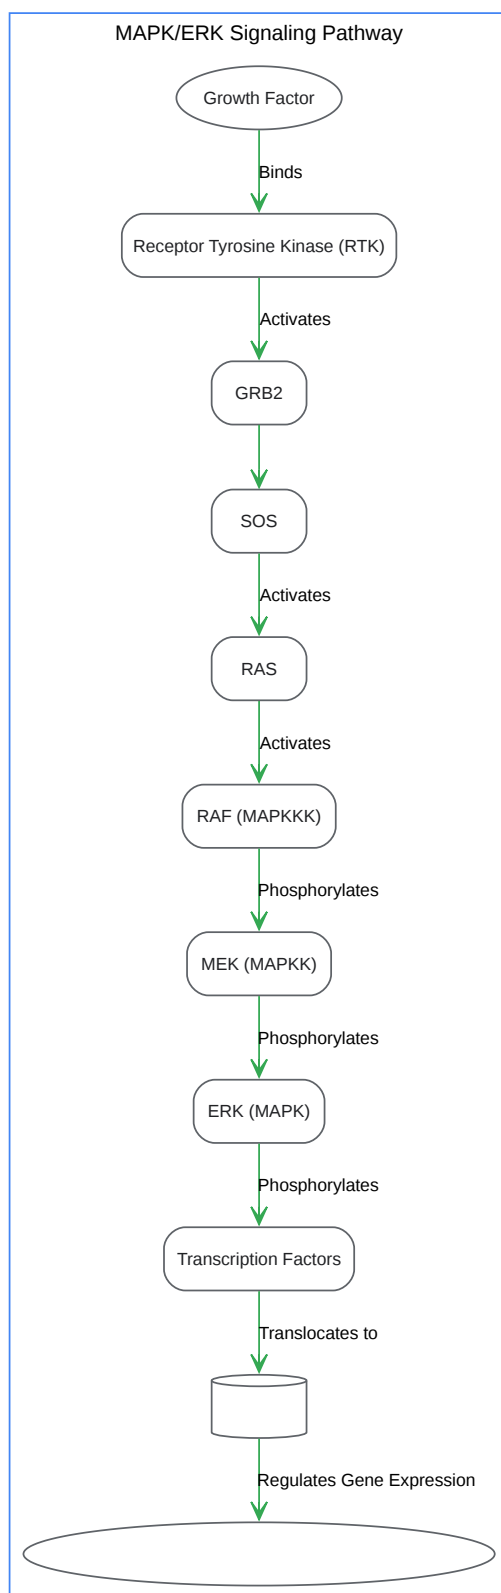 MAPK/ERK Signaling Pathway
Growth Factor
Binds
Receptor Tyrosine Kinase (RTK)
Activates
GRB2
SOS
Activates
RAS
Activates
RAF (MAPKKK)
Phosphorylates
MEK (MAPKK)
Phosphorylates
ERK (MAPK)
Phosphorylates
Transcription Factors
Translocates to
Regulates Gene Expression